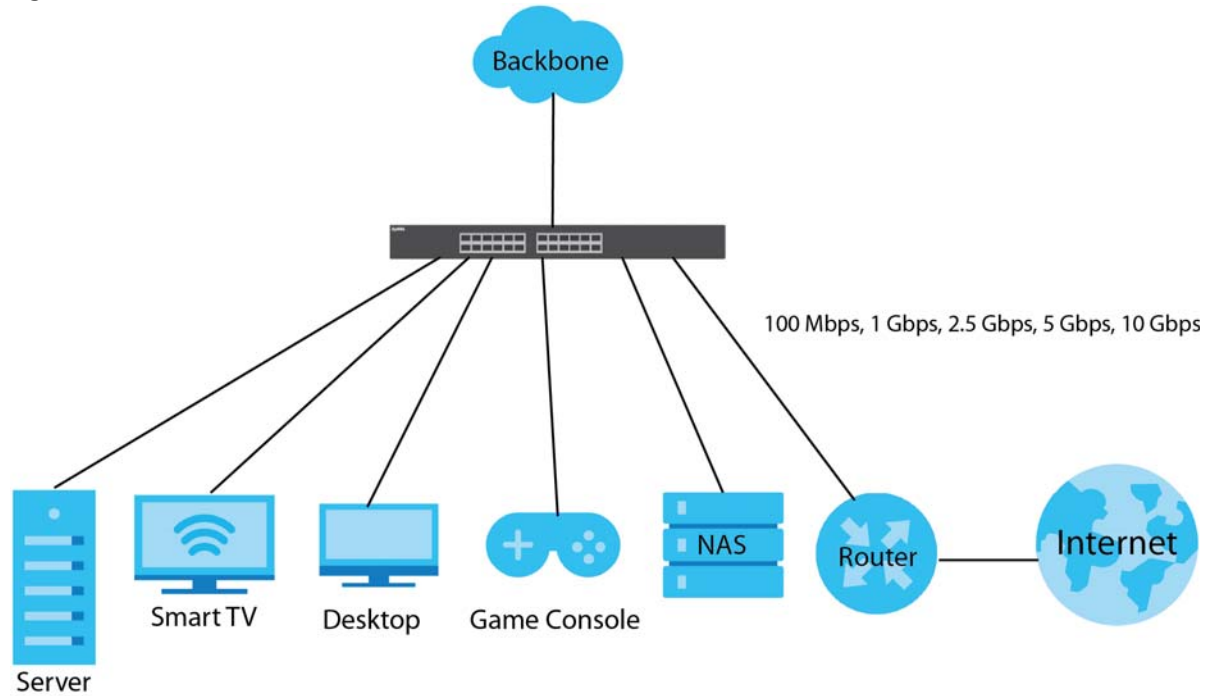 Backbone
100 Mbps, 1 Gbps, 2.5 Gbps, 5 Gbps, 10 Gbps
Server
Smart TV
Desktop
Game Console
NAS
Router
Internet